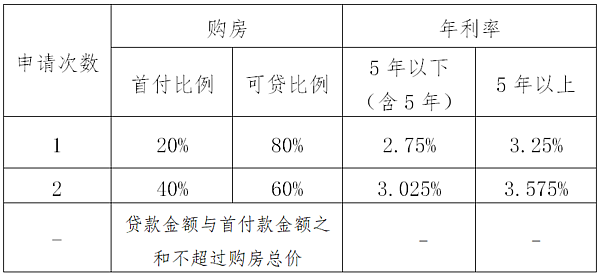 申请次数 购房 年利率
首付比例 可贷比例 5年以下（含5年） 5年以上
1 20% 80% 2.75% 3.25%
2 40% 60% 3.025% 3.575%
– 贷款金额与首付款金额之和不超过购房总价 – –